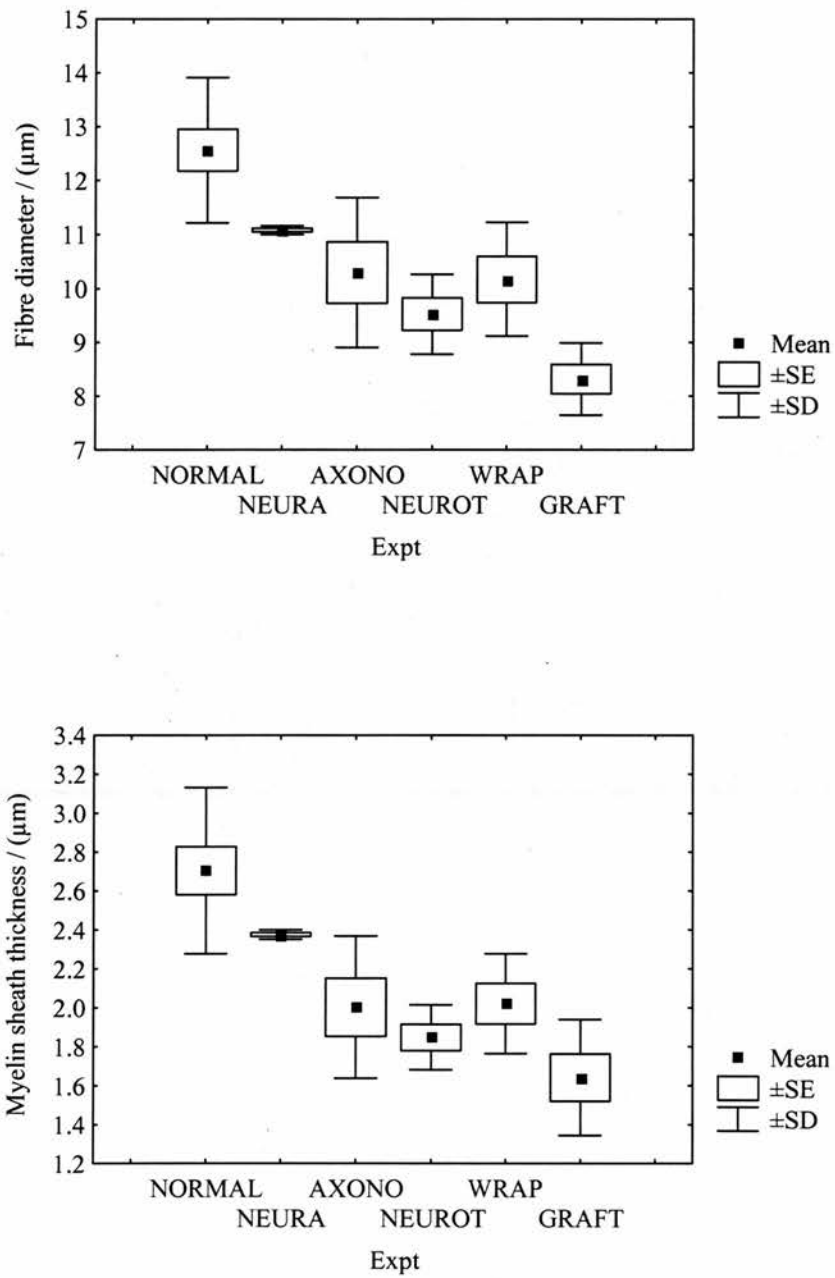 Fibre diameter / (µm)
15
14
13
12
11
10
9
8
7
NORMAL AXONO WRAP
NEURA NEUROT GRAFT
Expt
Mean
±SE
±SD
Myelin sheath thickness / (µm)
3.4
3.2
3.0
2.8
2.6
2.4
2.2
2.0
1.8
1.6
1.4
1.2
NORMAL AXONO WRAP
NEURA NEUROT GRAFT
Expt
Mean
±SE
±SD